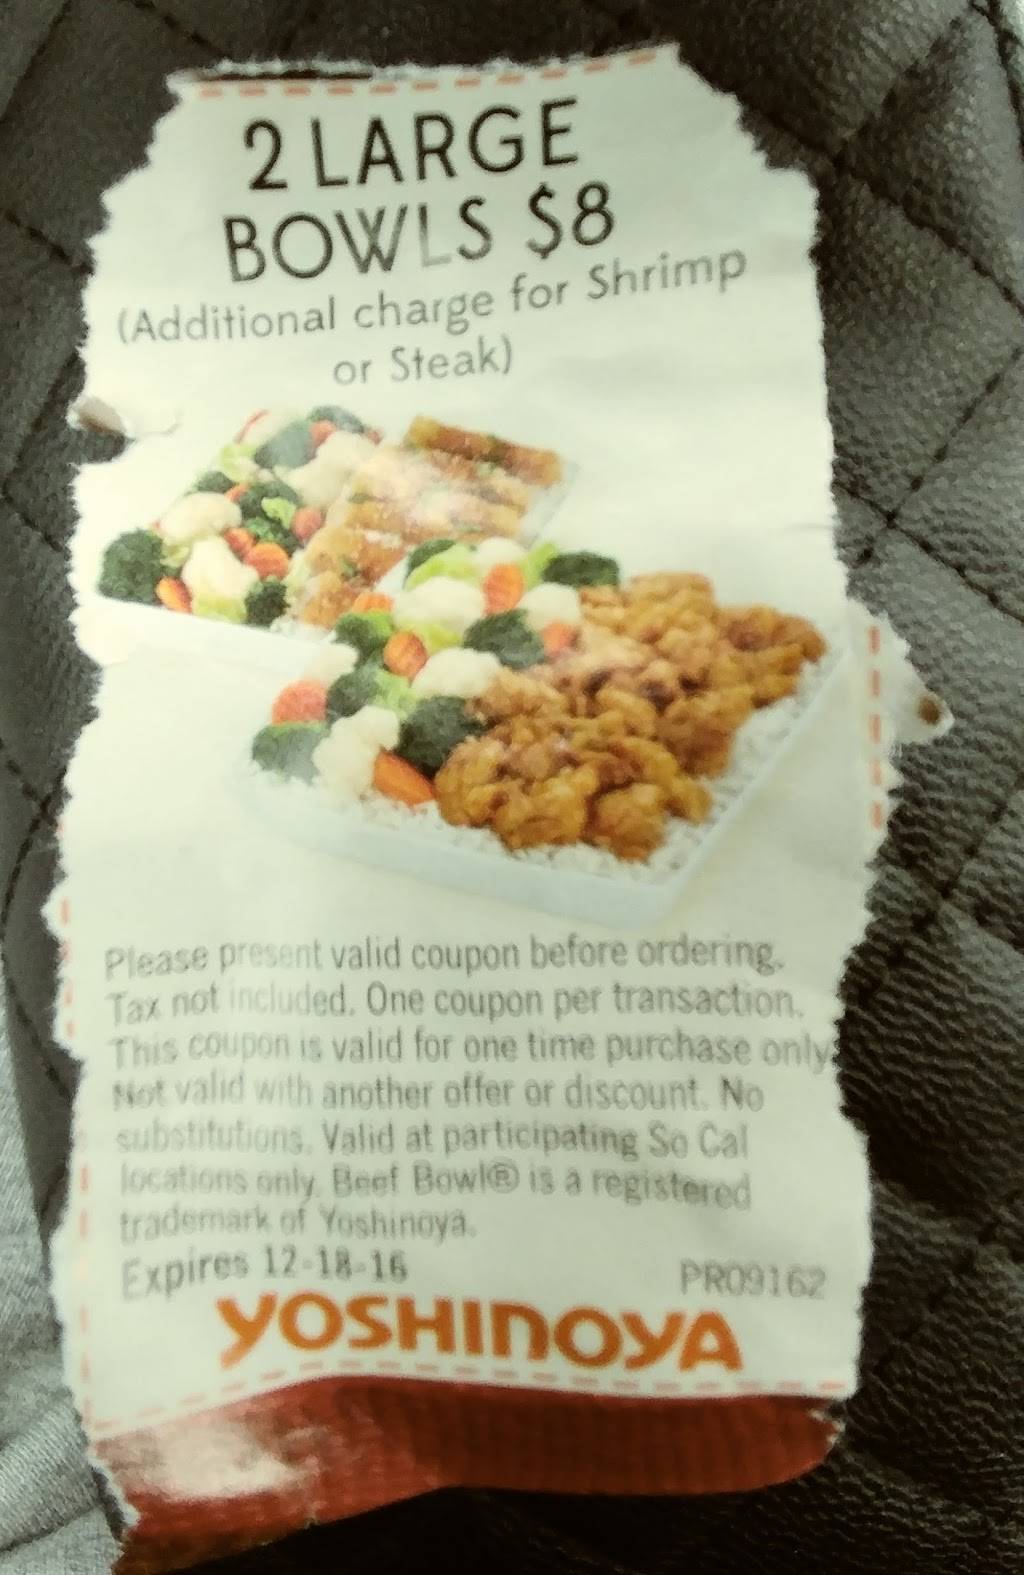 2 LARGE
BOWLS $8
(Additional charge for Shrimp
or Steak)
Please present valid coupon before ordering.
Tax not included. One coupon per transaction.
This coupon is valid for one time purchase only.
Not valid with another offer or discount. No
substitutions. Valid at participating So Cal
locations only. Beef Bowl® is a registered
trademark of Yoshinoya.
Expires 12-18-16 PR09162
YOSHINOYA